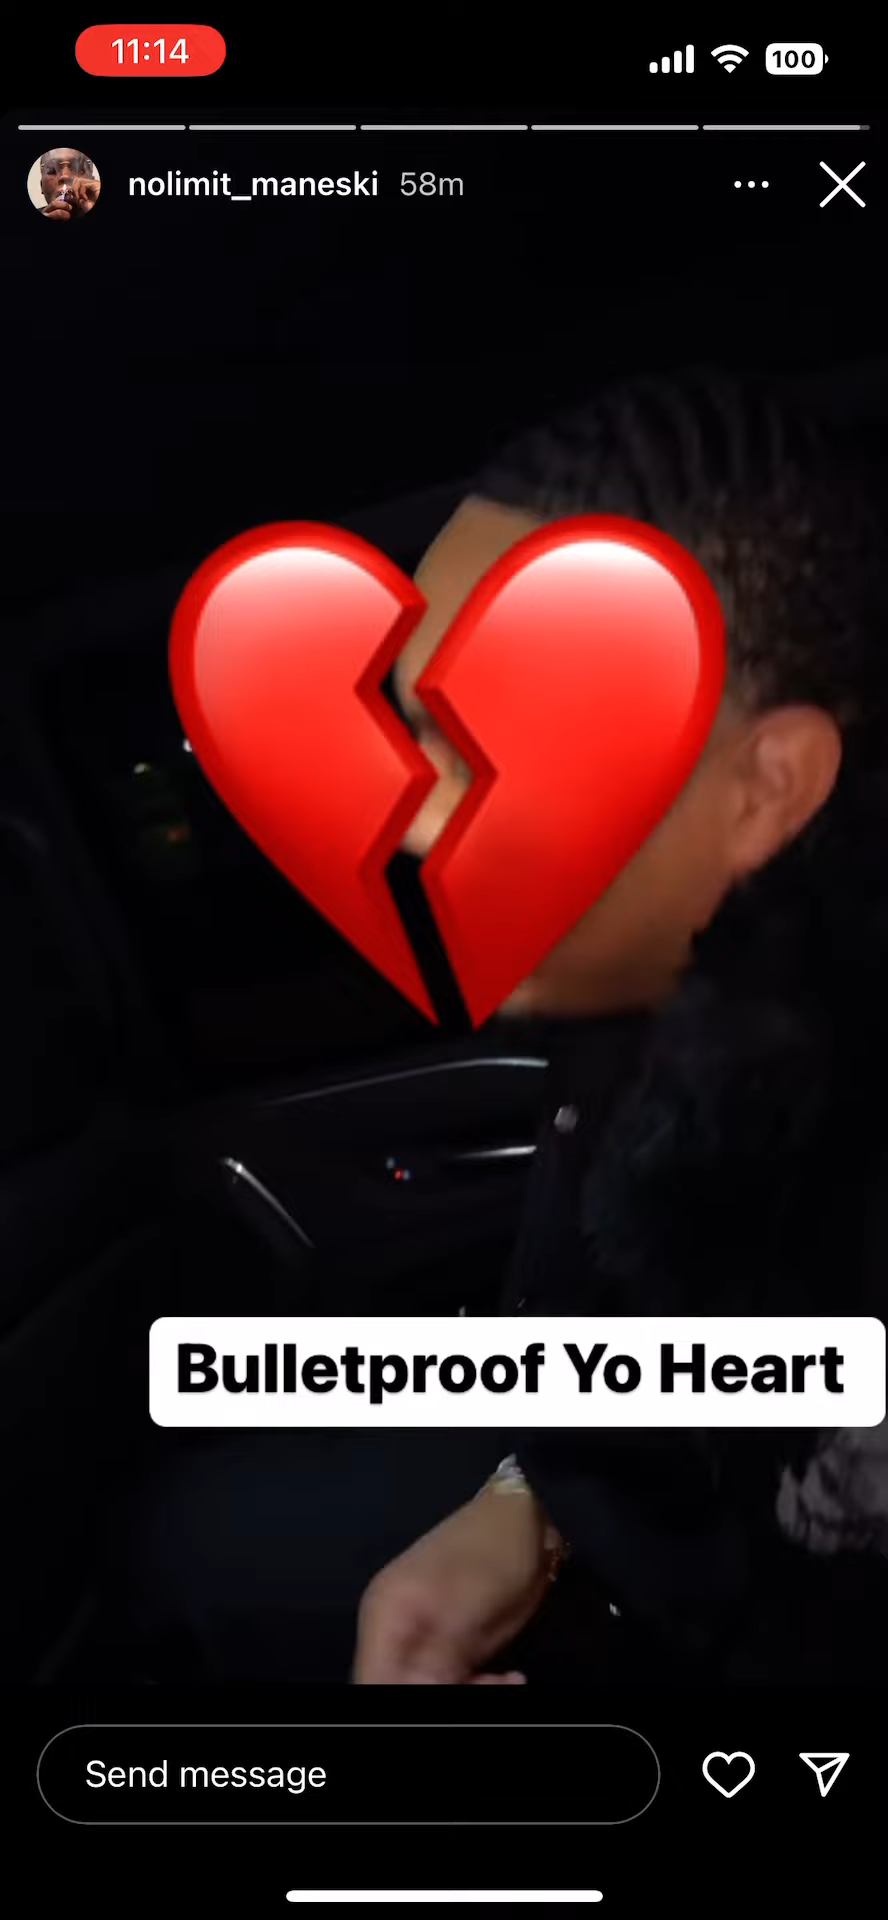 11:14
100
nolimit_maneski 58m
Bulletproof Yo Heart
Send message